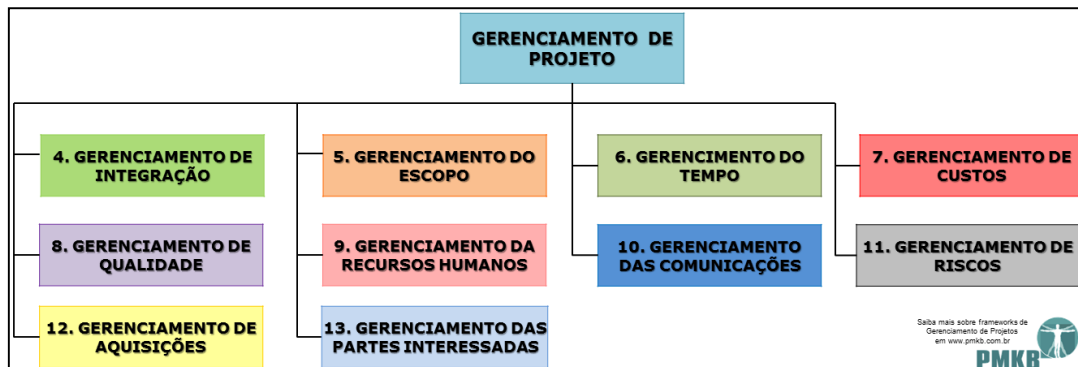 GERENCIAMENTO DE
PROJETO
4. GERENCIAMENTO DE
INTEGRAÇÃO
5. GERENCIAMENTO DO
ESCOPO
6. GERENCIMENTO DO
TEMPO
7. GERENCIAMENTO DE
CUSTOS
8. GERENCIAMENTO DE
QUALIDADE
9. GERENCIAMENTO DA
RECURSOS HUMANOS
10. GERENCIAMENTO
DAS COMUNICAÇÕES
11. GERENCIAMENTO DE
RISCOS
12. GERENCIAMENTO DE
AQUISIÇÕES
13. GERENCIAMENTO DAS
PARTES INTERESSADAS
Saiba mais sobre frameworks de
Gerenciamento de Projetos
em www.pmkb.com.br
PMKB